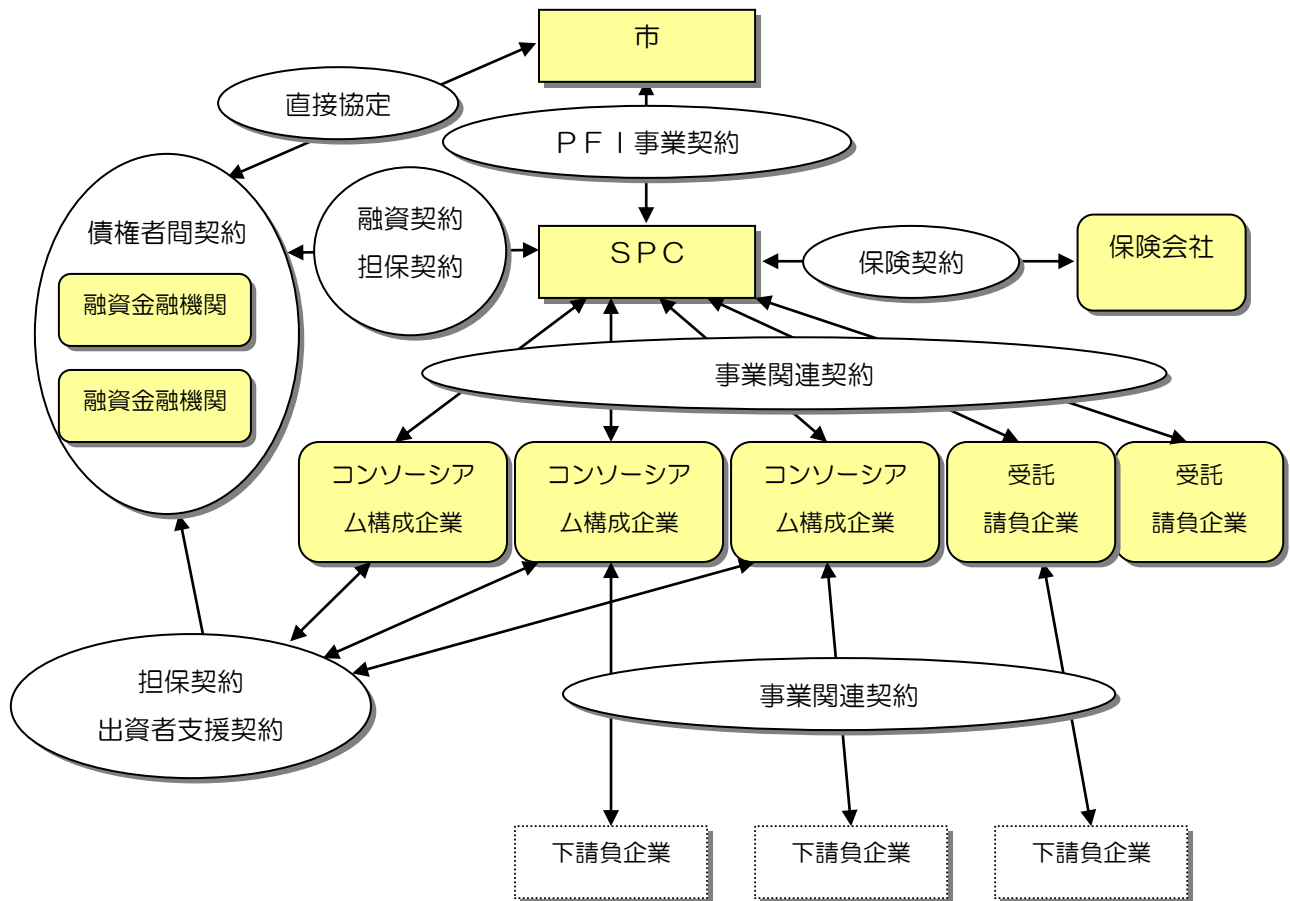 市
直接協定
ＰＦＩ事業契約
債権者間契約
融資金融機関
融資金融機関
融資契約
担保契約
ＳＰＣ
保険契約
保険会社
事業関連契約
コンソーシア
ム構成企業
コンソーシア
ム構成企業
コンソーシア
ム構成企業
受託
請負企業
受託
請負企業
担保契約
出資者支援契約
事業関連契約
下請負企業
下請負企業
下請負企業